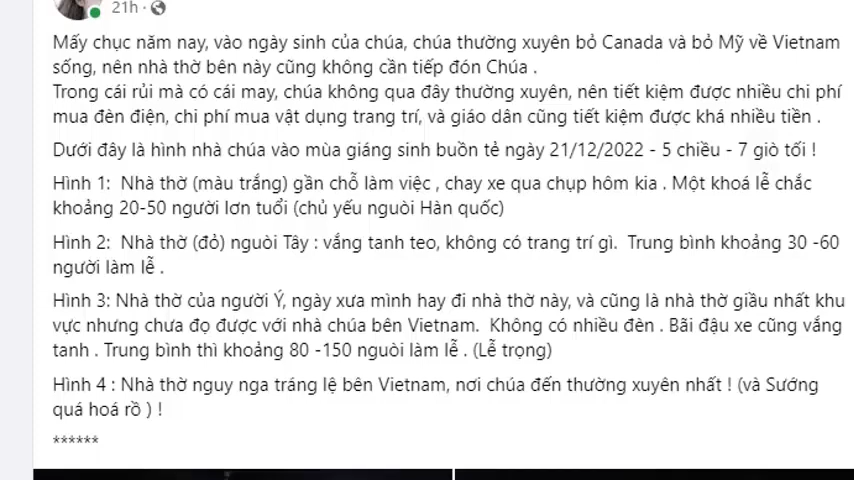 21h ·
Mấy chục năm nay, vào ngày sinh của chúa, chúa thường xuyên bỏ Canada và bỏ Mỹ về Vietnam
sống, nên nhà thờ bên này cũng không cần tiếp đón Chúa .
Trong cái rủi mà có cái may, chúa không qua đây thường xuyên, nên tiết kiệm được nhiều chi phí
mua đèn điện, chi phí mua vật dụng trang trí, và giáo dân cũng tiết kiệm được khá nhiều tiền .
Dưới đây là hình nhà chúa vào mùa giáng sinh buồn tẻ ngày 21/12/2022 - 5 chiều - 7 giò tối !
Hình 1:  Nhà thờ (màu trắng) gần chỗ làm việc , chay xe qua chụp hôm kia . Một khoá lễ chắc
khoảng 20-50 người lơn tuổi (chủ yếu nguòi Hàn quốc)
Hình 2:  Nhà thờ (đỏ) nguòi Tây : vắng tanh teo, không có trang trí gì.  Trung bình khoảng 30 -60
người làm lễ .
Hình 3: Nhà thờ của người Ý, ngày xưa mình hay đi nhà thờ này, và cũng là nhà thờ giầu nhất khu
vực nhưng chưa đọ được với nhà chúa bên Vietnam.  Không có nhiều đèn . Bãi đậu xe cũng vắng
tanh . Trung bình thì khoảng 80 -150 nguòi làm lễ . (Lễ trọng)
Hình 4 : Nhà thờ nguy nga tráng lệ bên Vietnam, nơi chúa đến thường xuyên nhất ! (và Sướng
quá hoá rồ ) !
******